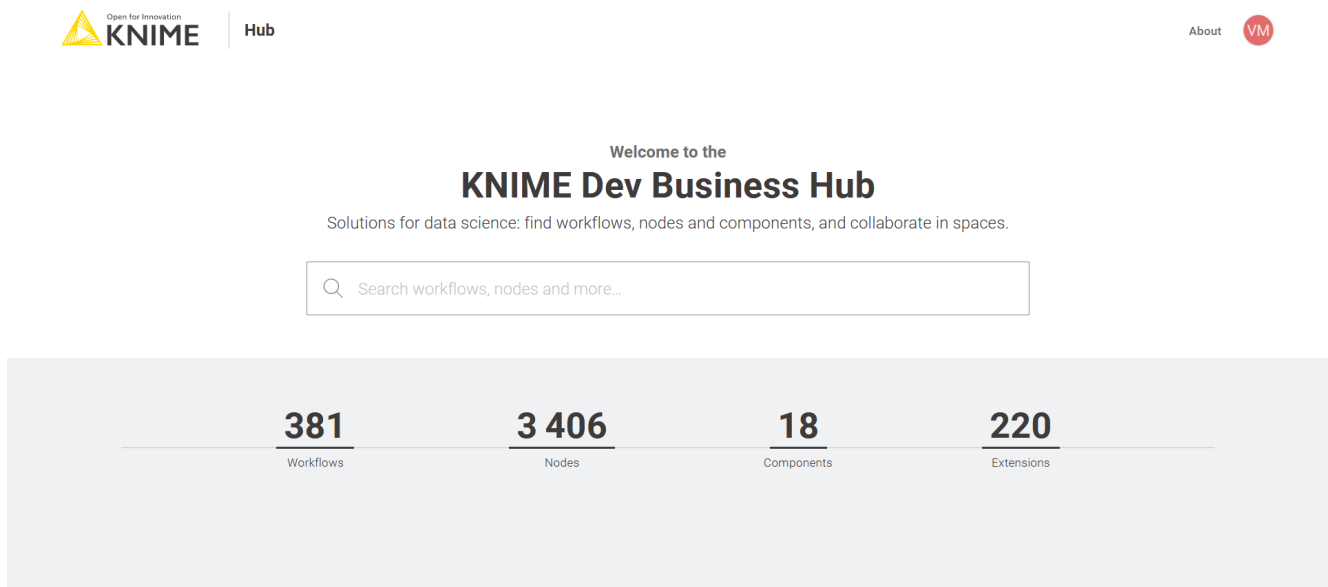 Open for Innovation
KNIME
Hub
About
VM
Welcome to the
KNIME Dev Business Hub
Solutions for data science: find workflows, nodes and components, and collaborate in spaces.
Search workflows, nodes and more...
381
3 406
18
220
Workflows
Nodes
Components
Extensions